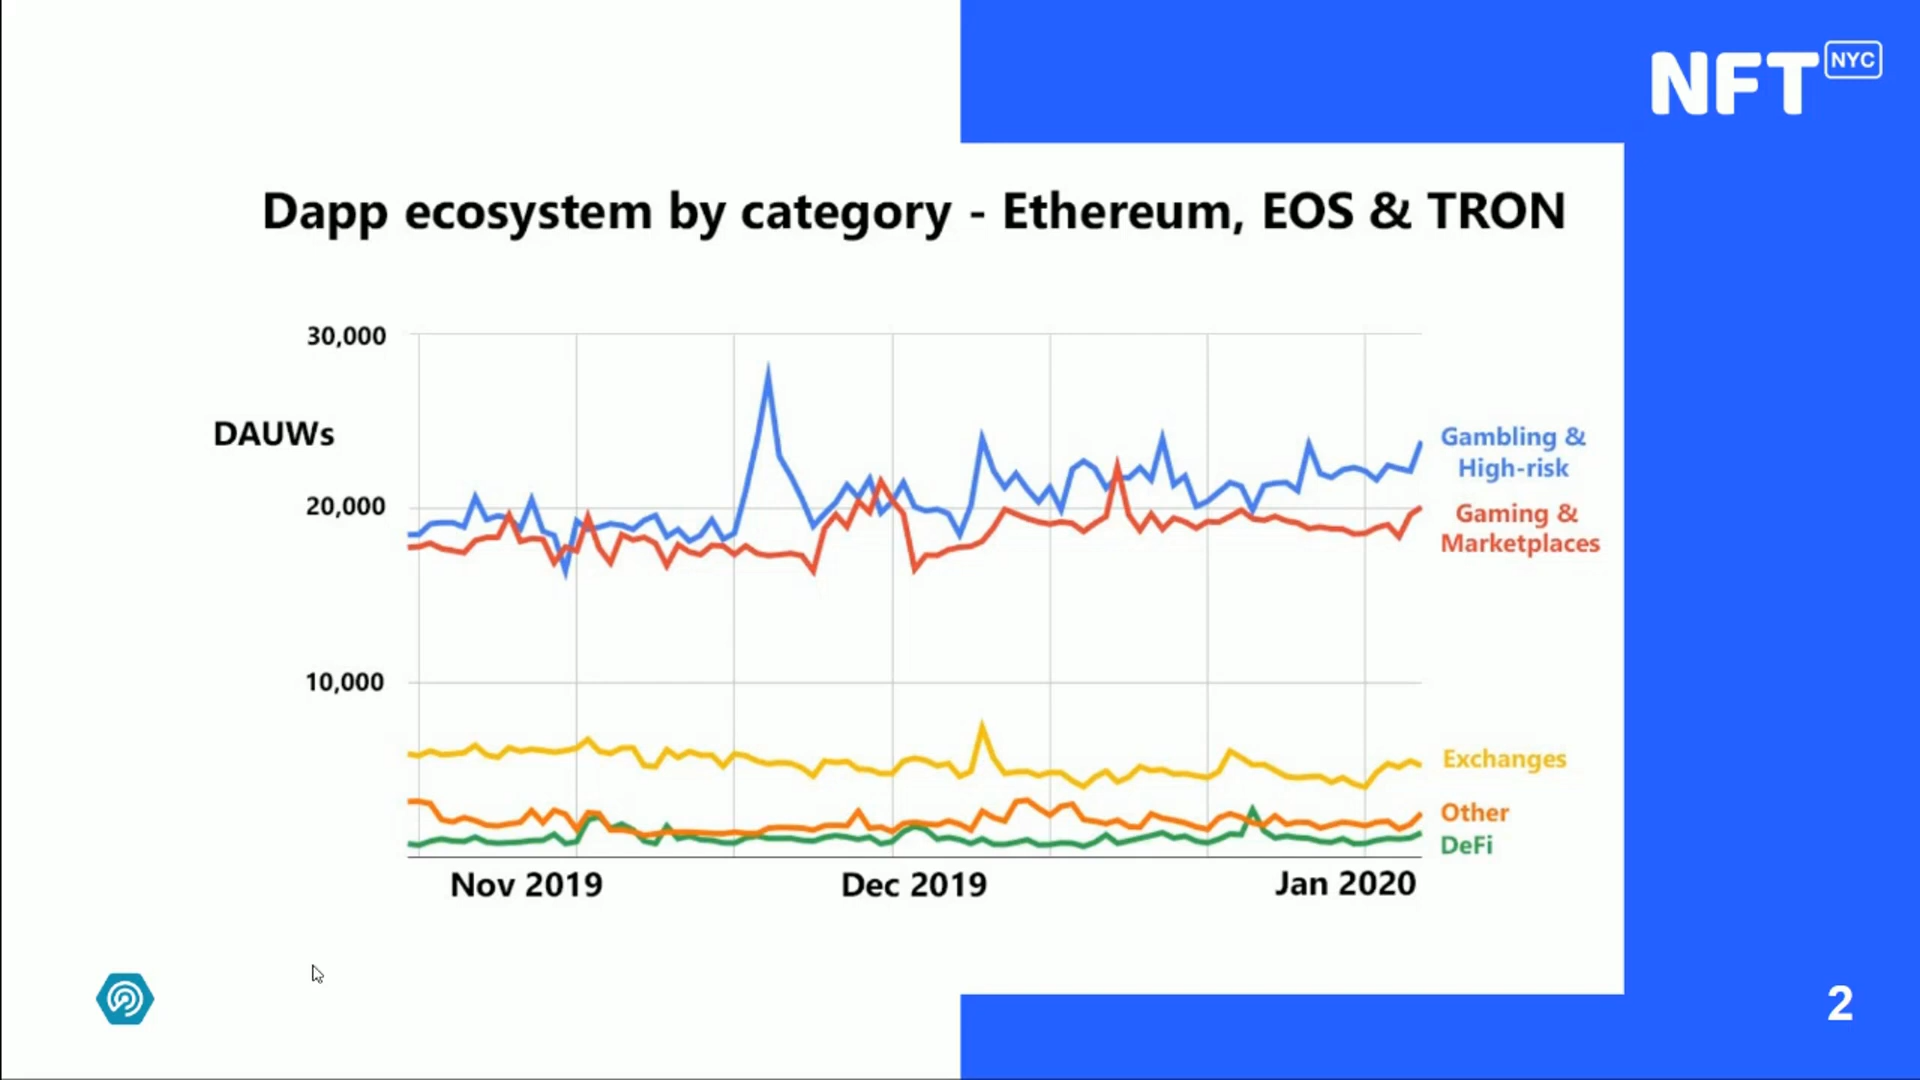 NFT NYC
Dapp ecosystem by category - Ethereum, EOS & TRON
30,000
DAUWs
20,000
10,000
Gambling &
High-risk
Gaming &
Marketplaces
Exchanges
Other
DeFi
Nov 2019
Dec 2019
Jan 2020
2